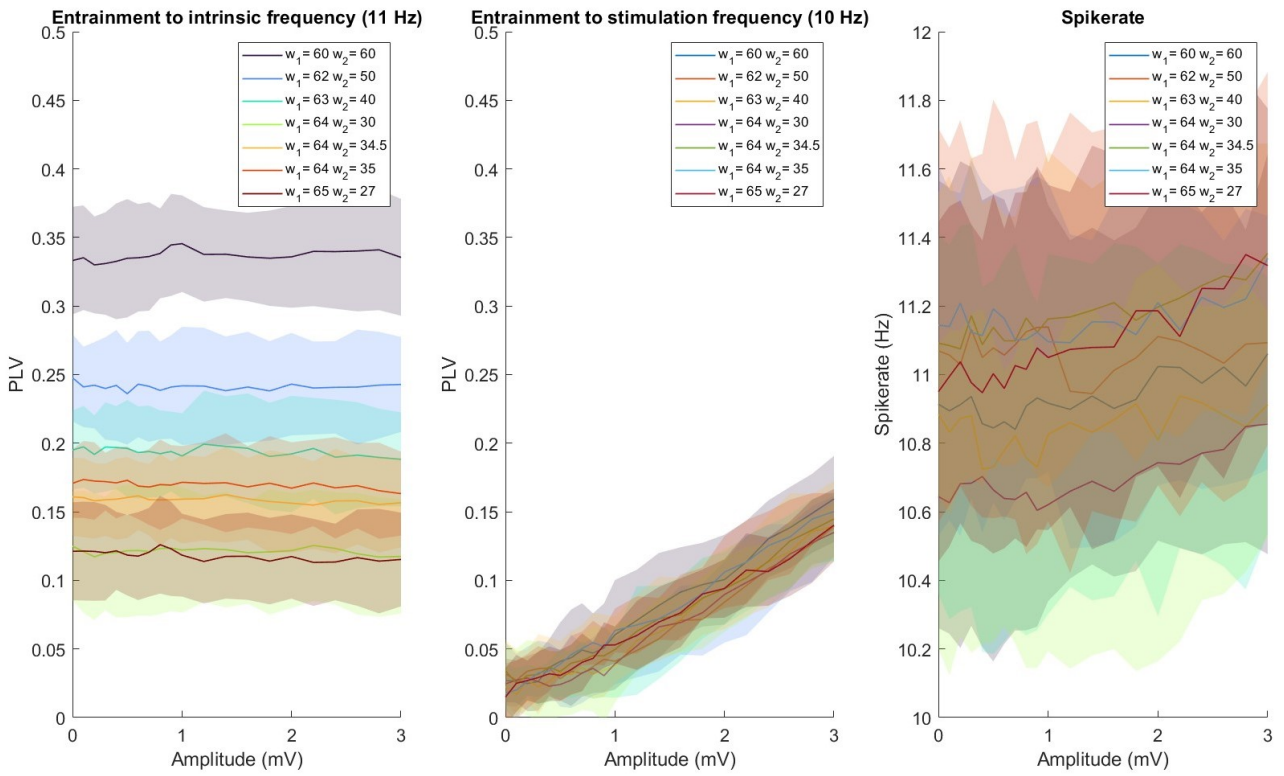 Entrainment to intrinsic frequency (11 Hz)
0.5
0.45
0.4
0.35
0.3
0.25
0.2
0.15
0.1
0.05
0
PLV
w1= 60 w2= 60
w1= 62 w2= 50
w1= 63 w2= 40
w1= 64 w2= 30
w1= 64 w2= 34.5
w1= 64 w2= 35
w1= 65 w2= 27
0 1 2 3
Amplitude (mV)
Entrainment to stimulation frequency (10 Hz)
0.5
0.45
0.4
0.35
0.3
0.25
0.2
0.15
0.1
0.05
0
PLV
w1= 60 w2= 60
w1= 62 w2= 50
w1= 63 w2= 40
w1= 64 w2= 30
w1= 64 w2= 34.5
w1= 64 w2= 35
w1= 65 w2= 27
0 1 2 3
Amplitude (mV)
Spikerate
12
11.8
11.6
11.4
11.2
11
10.8
10.6
10.4
10.2
10
Spikerate (Hz)
w1= 60 w2= 60
w1= 62 w2= 50
w1= 63 w2= 40
w1= 64 w2= 30
w1= 64 w2= 34.5
w1= 64 w2= 35
w1= 65 w2= 27
0 1 2 3
Amplitude (mV)